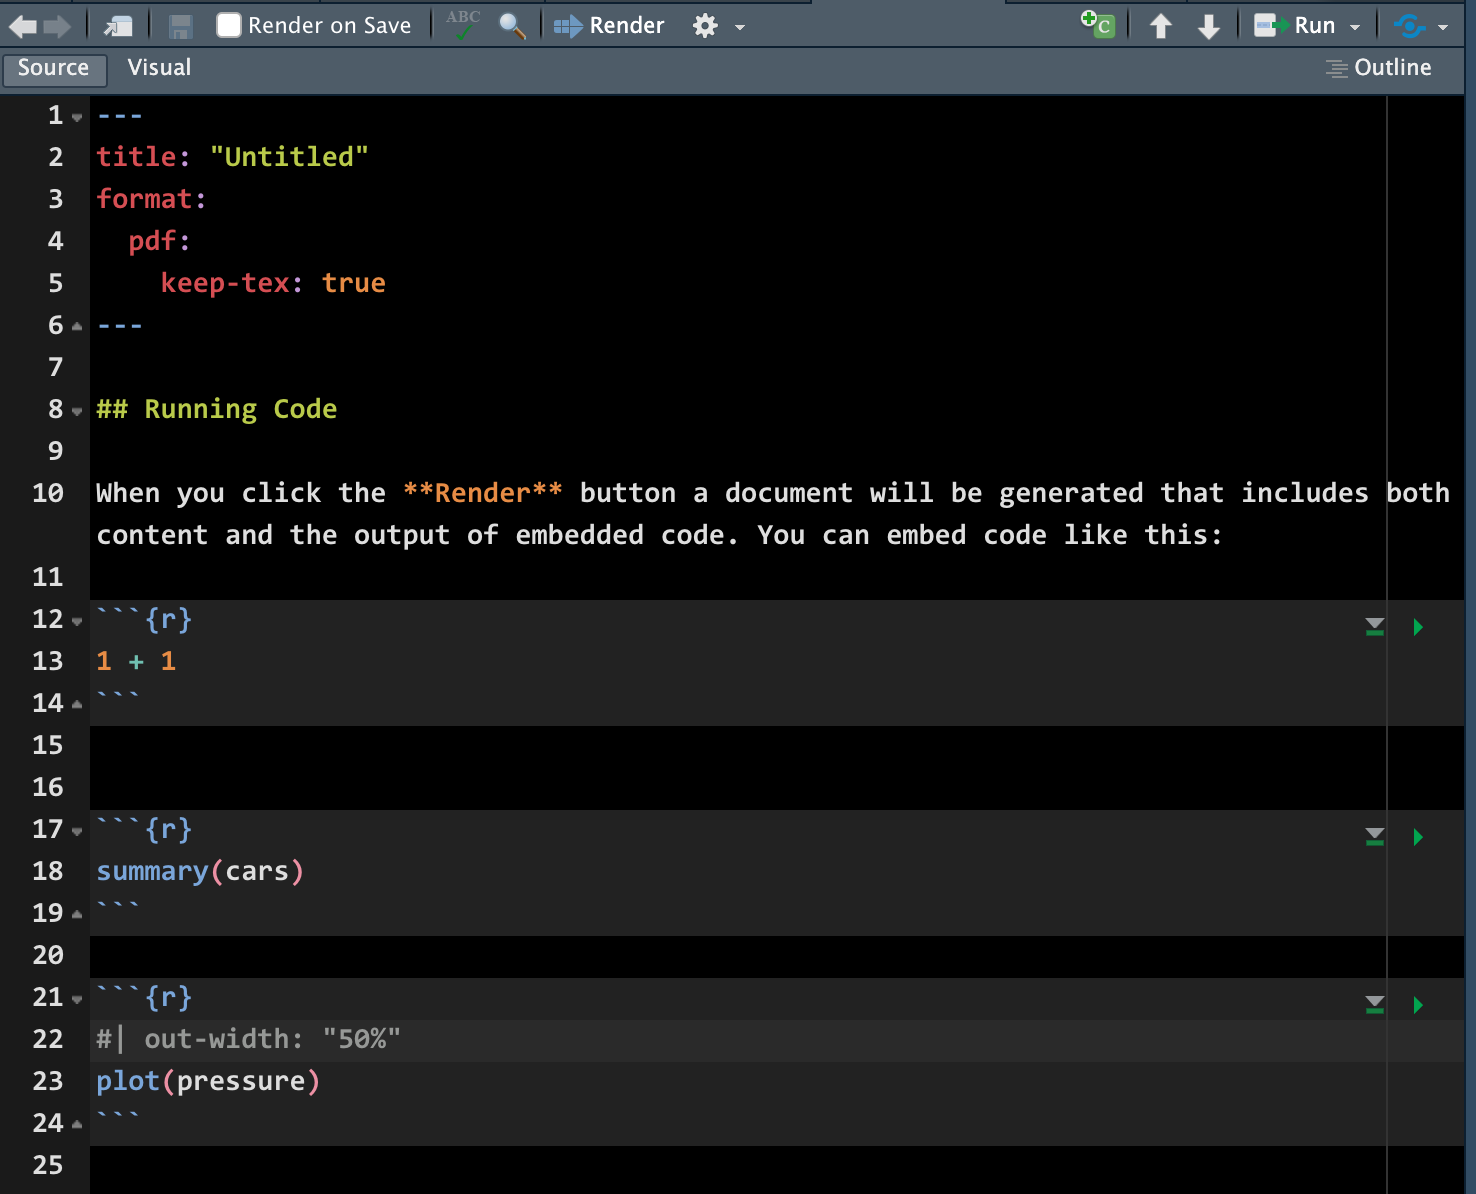 Render on Save ABC Render C Run
Source Visual Outline
1 ---
2 title: "Untitled"
3 format:
4   pdf:
5     keep-tex: true
6 ---
7
8 ## Running Code
9
10 When you click the **Render** button a document will be generated that includes both
content and the output of embedded code. You can embed code like this:
11
12 ```{r}
13 1 + 1
14 ```
15
16
17 ```{r}
18 summary(cars)
19 ```
20
21 ```{r}
22 #| out-width: "50%"
23 plot(pressure)
24 ```
25